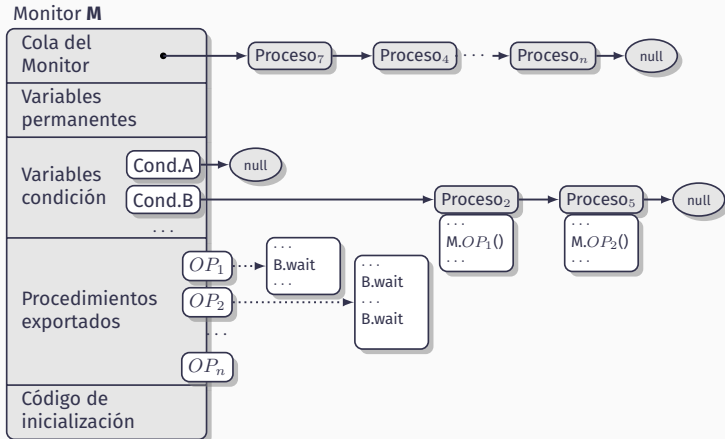 Monitor M
Cola del
Monitor
Proceso₇
Proceso₄
...
Procesoₙ
null
Variables
permanentes
Variables
condición
Cond.A
null
Cond.B
Proceso₂
Proceso₅
null
...
...
M.OP₁()
...
...
M.OP₂()
...
Procedimientos
exportados
OP₁
...
B.wait
...
OP₂
...
B.wait
...
B.wait
...
OPₙ
Código de
inicialización